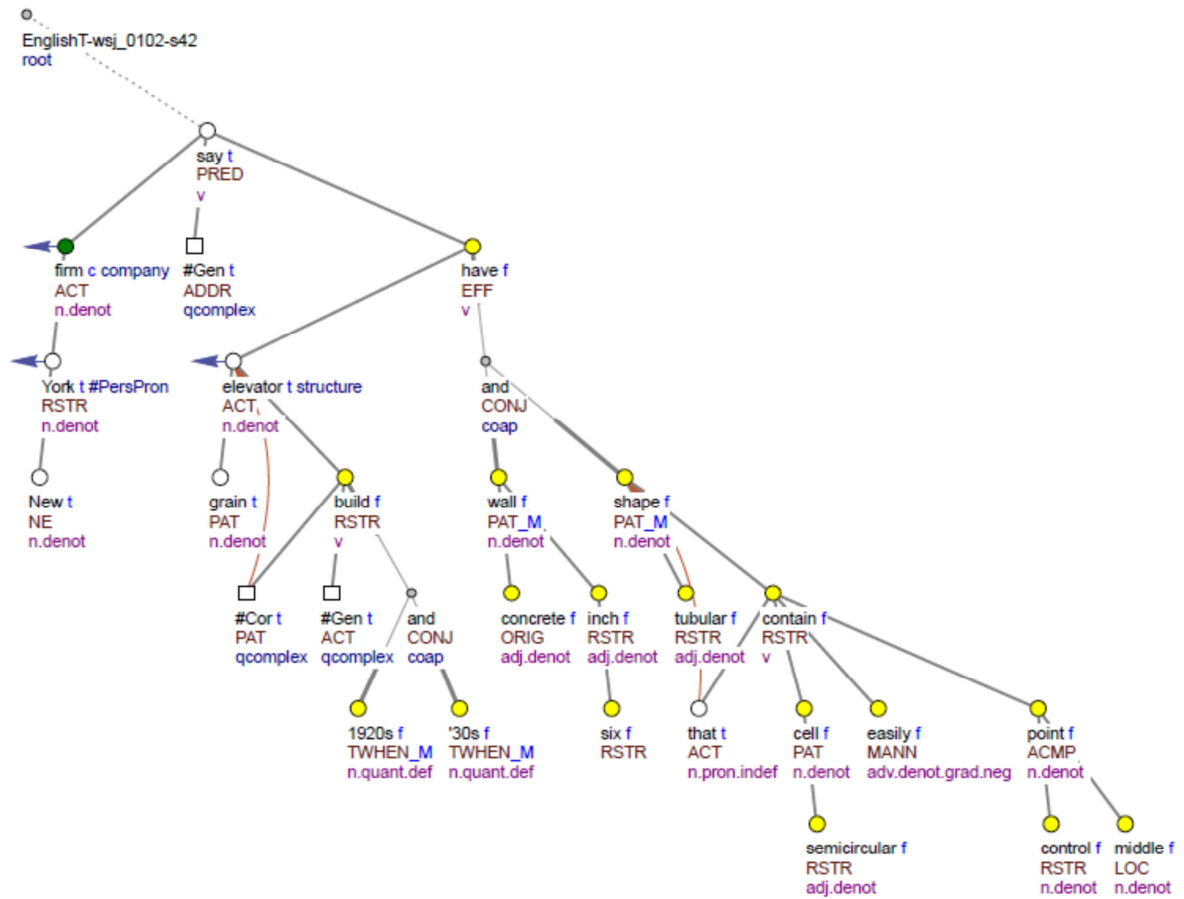 EnglishT-wsj_0102-s42
root
say t
PRED
v
firm c company
ACT
n.denot
#Gen t
ADDR
qcomplex
have f
EFF
v
York t #PersPron
RSTR
n.denot
elevator t structure
ACT
n.denot
and
CONJ
coap
New t
NE
n.denot
grain t
PAT
n.denot
build f
RSTR
v
wall f
PAT_M
n.denot
shape f
PAT_M
n.denot
#Cor t
PAT
qcomplex
#Gen t
ACT
qcomplex
and
CONJ
coap
concrete f
ORIG
adj.denot
inch f
RSTR
adj.denot
tubular f
RSTR
adj.denot
contain f
RSTR
v
1920s f
TWHEN_M
n.quant.def
'30s f
TWHEN_M
n.quant.def
six f
RSTR
that t
ACT
n.pron.indef
cell f
PAT
n.denot
easily f
MANN
adv.denot.grad.neg
point f
ACMP
n.denot
semicircular f
RSTR
adj.denot
control f
RSTR
n.denot
middle f
LOC
n.denot